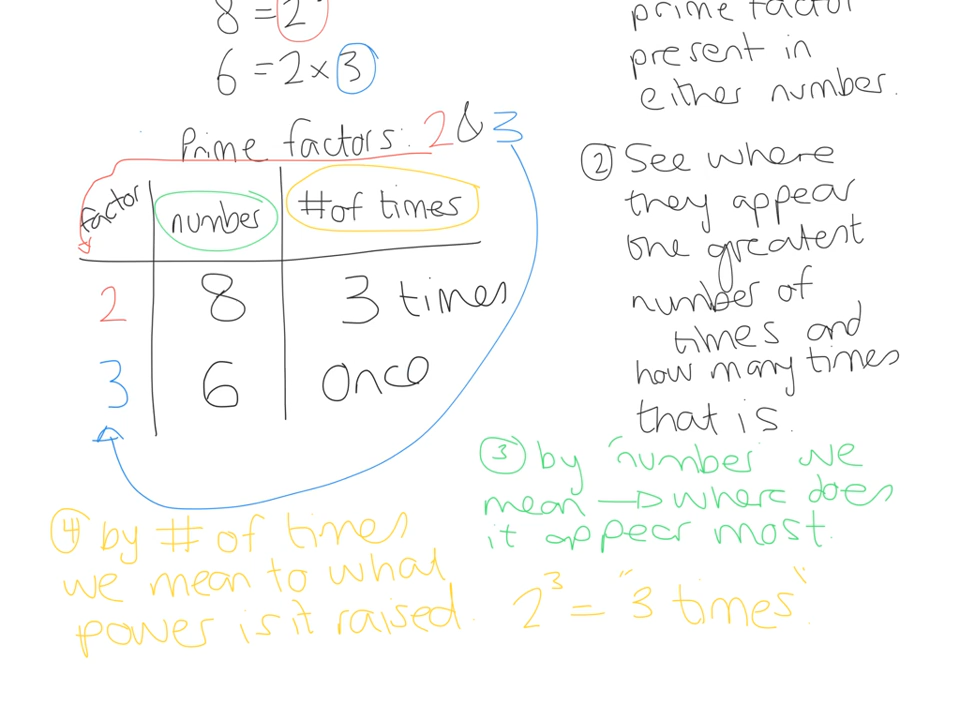 8 = 2
6 = 2 × 3
Prime factors: 2 & 3
factor number # of times
2 8 3 times
3 6 once
prime factor
present in
either number.
② See where
they appear
the greatest
number of
times and
how many times
that is.
③ by "number" we
mean → where does
it appear most.
④ by # of times
we mean to what
power is it raised.
2³ = "3 times"